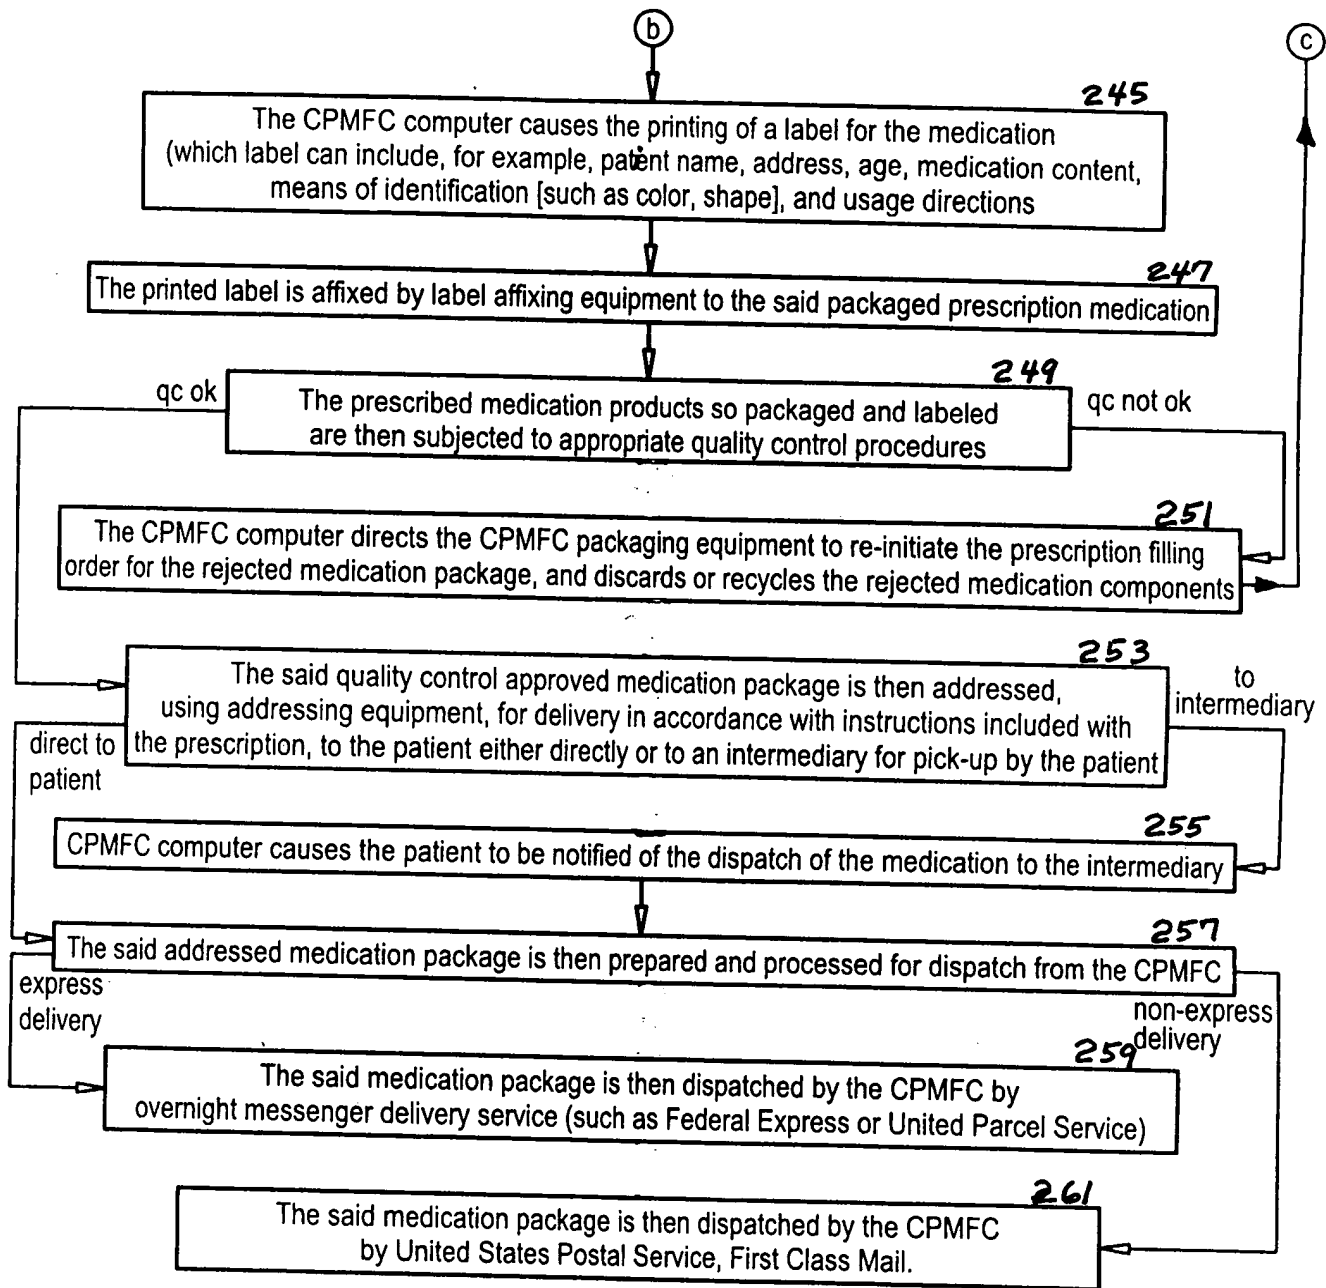 b
c
245
The CPMFC computer causes the printing of a label for the medication
(which label can include, for example, patient name, address, age, medication content,
means of identification [such as color, shape], and usage directions
247
The printed label is affixed by label affixing equipment to the said packaged prescription medication
249
qc ok
The prescribed medication products so packaged and labeled
are then subjected to appropriate quality control procedures
qc not ok
251
The CPMFC computer directs the CPMFC packaging equipment to re-initiate the prescription filling
order for the rejected medication package, and discards or recycles the rejected medication components
253
The said quality control approved medication package is then addressed,
using addressing equipment, for delivery in accordance with instructions included with
the prescription, to the patient either directly or to an intermediary for pick-up by the patient
to
intermediary
direct to
patient
255
CPMFC computer causes the patient to be notified of the dispatch of the medication to the intermediary
257
The said addressed medication package is then prepared and processed for dispatch from the CPMFC
express
delivery
non-express
delivery
259
The said medication package is then dispatched by the CPMFC by
overnight messenger delivery service (such as Federal Express or United Parcel Service)
261
The said medication package is then dispatched by the CPMFC
by United States Postal Service, First Class Mail.